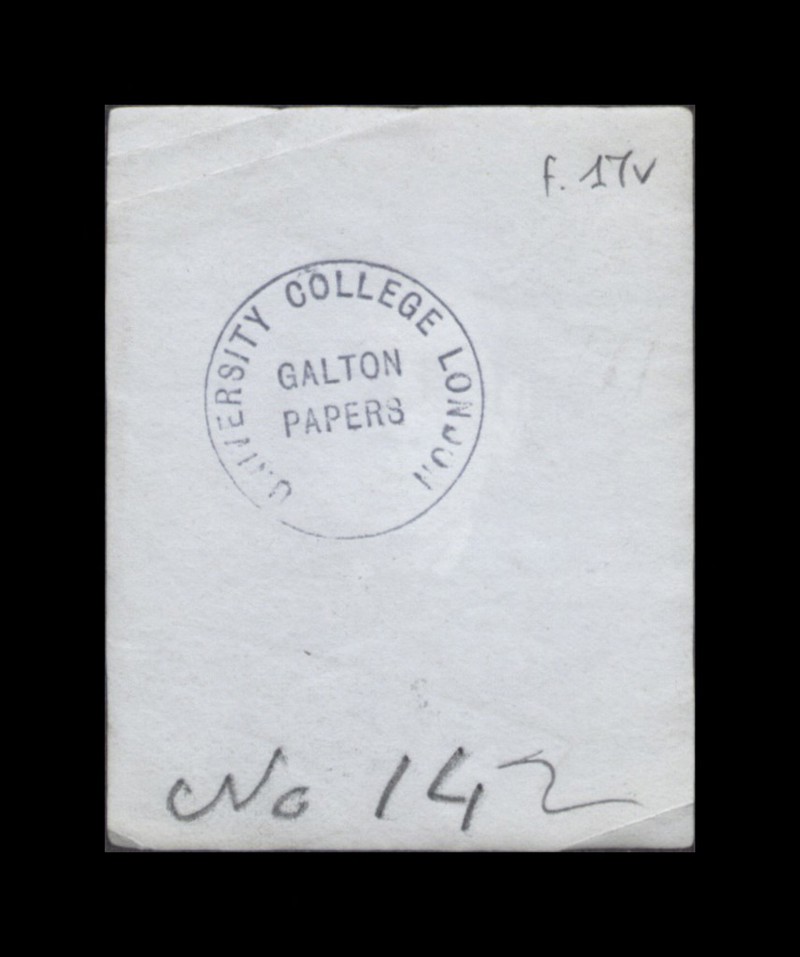 f. 17v
UNIVERSITY COLLEGE LONDON
GALTON
PAPERS
No 142